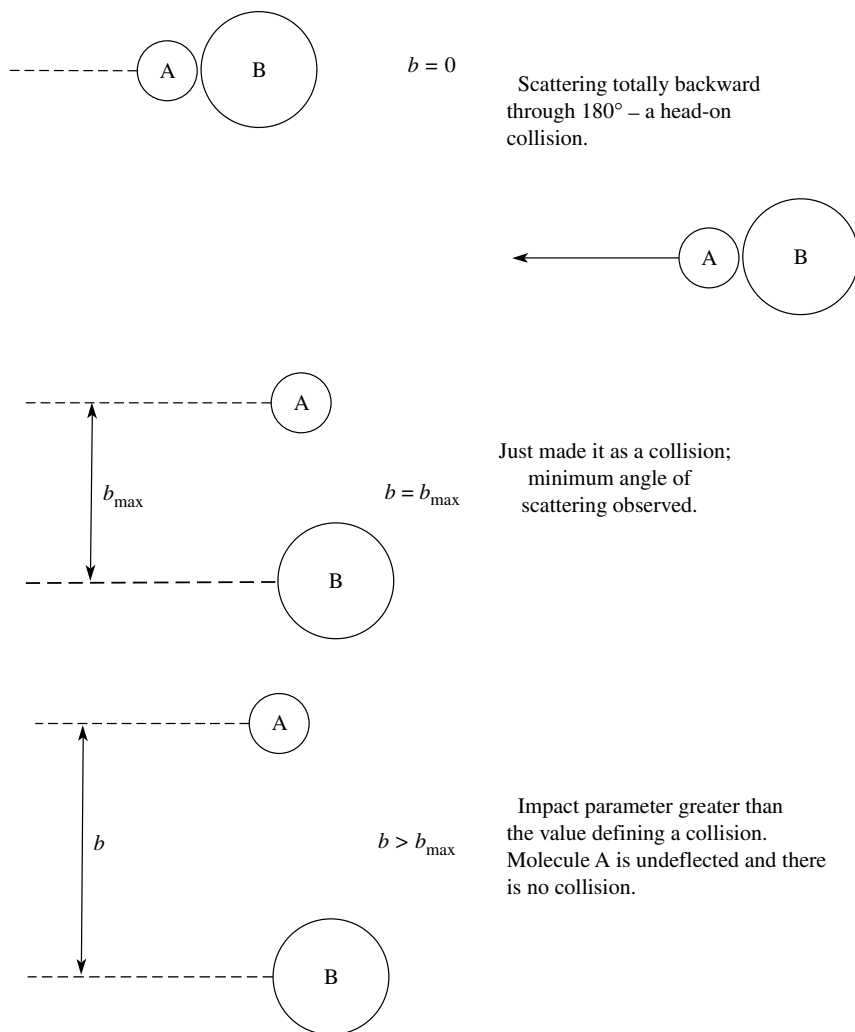 A B b = 0
Scattering totally backward
through 180° – a head-on
collision.
A B
A
Just made it as a collision;
b_max b = b_max minimum angle of
scattering observed.
B
A
Impact parameter greater than
b b > b_max the value defining a collision.
Molecule A is undeflected and there
is no collision.
B